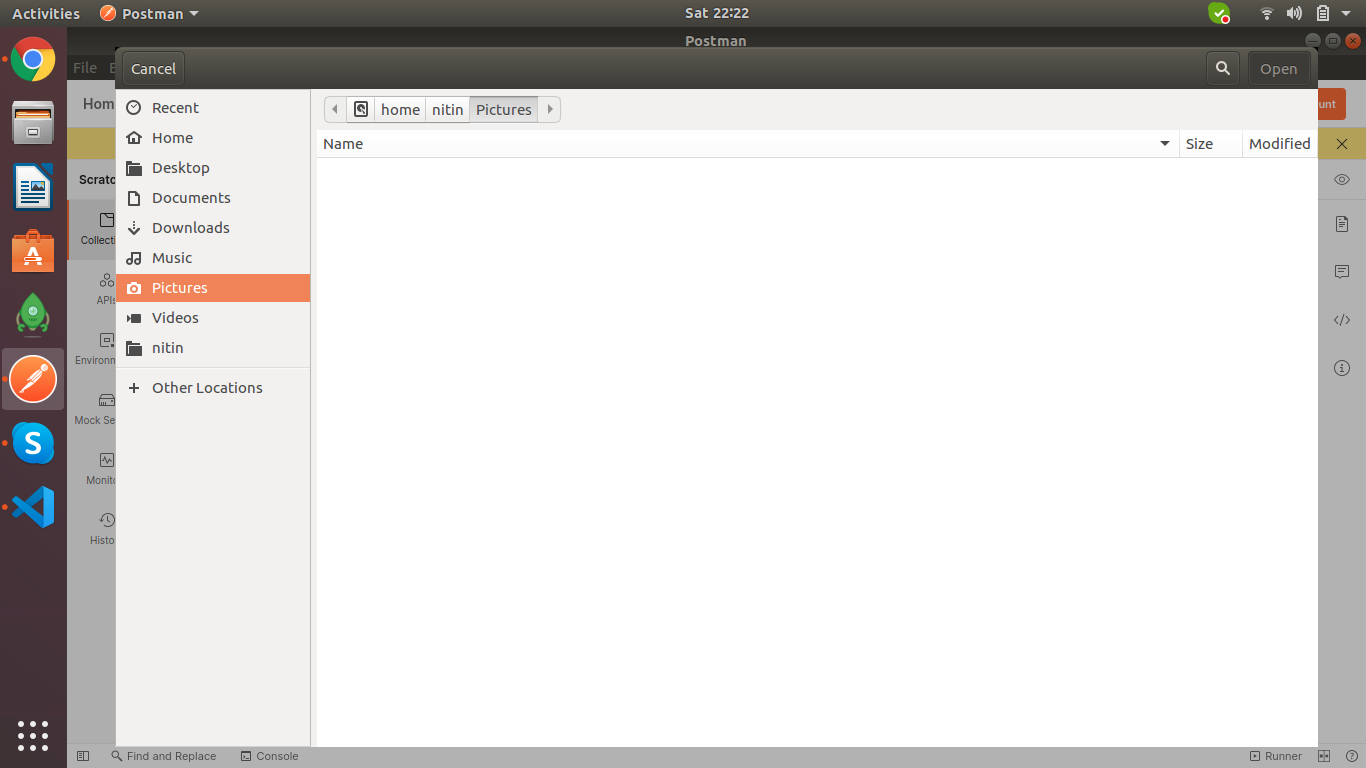 Activities Postman Sat 22:22
Postman
File E
Cancel Open
Hom unt
Recent home nitin Pictures
Home
Name Size Modified
Desktop
Scratc
Documents
Downloads
Collecti
Music
Pictures
APIs
Videos
nitin
Environm
Other Locations
Mock Se
Monito
Histo
Find and Replace Console Runner